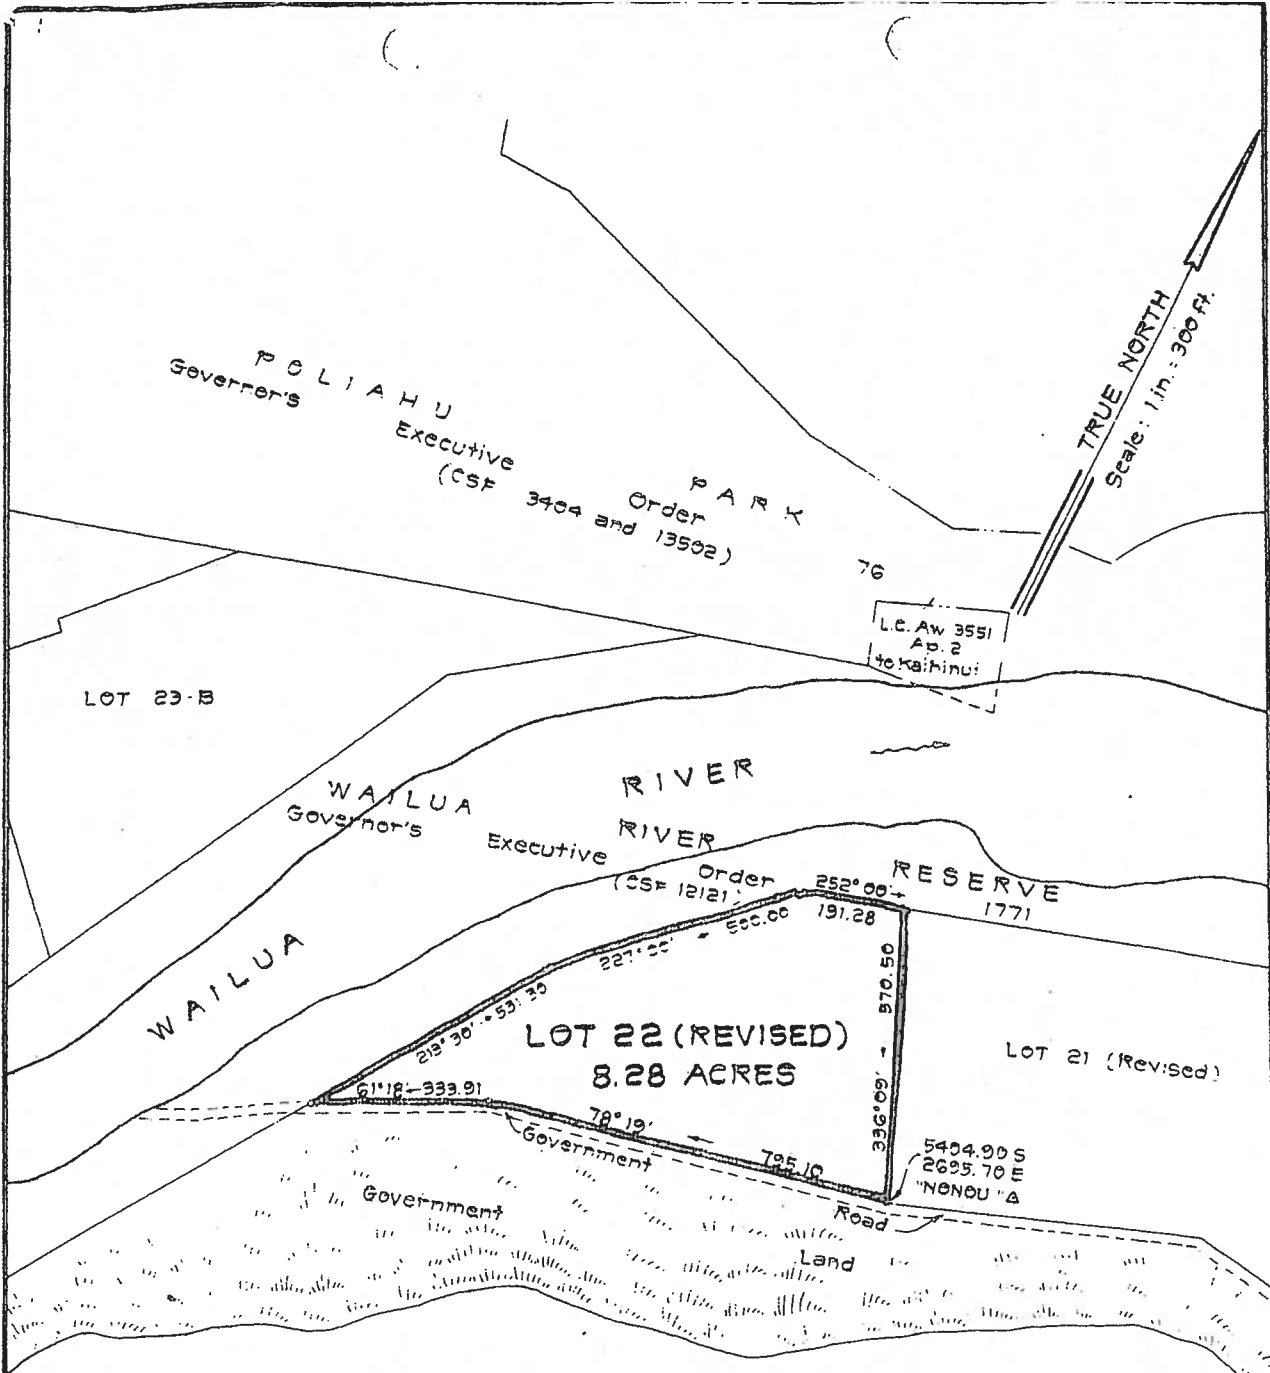 POLIAHU PARK
Governor's Executive Order 76
(CSF 3404 and 13502)
TRUE NORTH
Scale: 1 in. = 300 ft.
L.C. Aw 3551
Ap. 2
to Kaihinui
LOT 23-B
WAILUA RIVER
WAILUA RIVER RESERVE
Governor's Executive Order 1771
(CSF 12121)
252°00'
191.28
227°00' 500.00
213°30' 531.30
570.50
336°09'
LOT 22 (REVISED)
8.28 ACRES
LOT 21 (Revised)
61°18' 333.91
78°19' 795.10
5494.90 S
2695.70 E
"NONOU" Δ
Government Road
Government Land